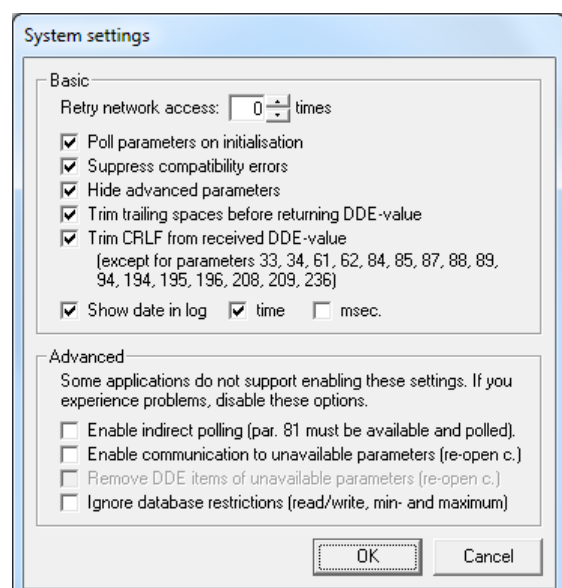 System settings
Basic
Retry network access: 0 times
Poll parameters on initialisation
Suppress compatibility errors
Hide advanced parameters
Trim trailing spaces before returning DDE-value
Trim CRLF from received DDE-value
(except for parameters 33, 34, 61, 62, 84, 85, 87, 88, 89,
94, 194, 195, 196, 208, 209, 236)
Show date in log time msec.
Advanced
Some applications do not support enabling these settings. If you
experience problems, disable these options.
Enable indirect polling (par. 81 must be available and polled).
Enable communication to unavailable parameters (re-open c.)
Remove DDE items of unavailable parameters (re-open c.)
Ignore database restrictions (read/write, min- and maximum)
OK Cancel